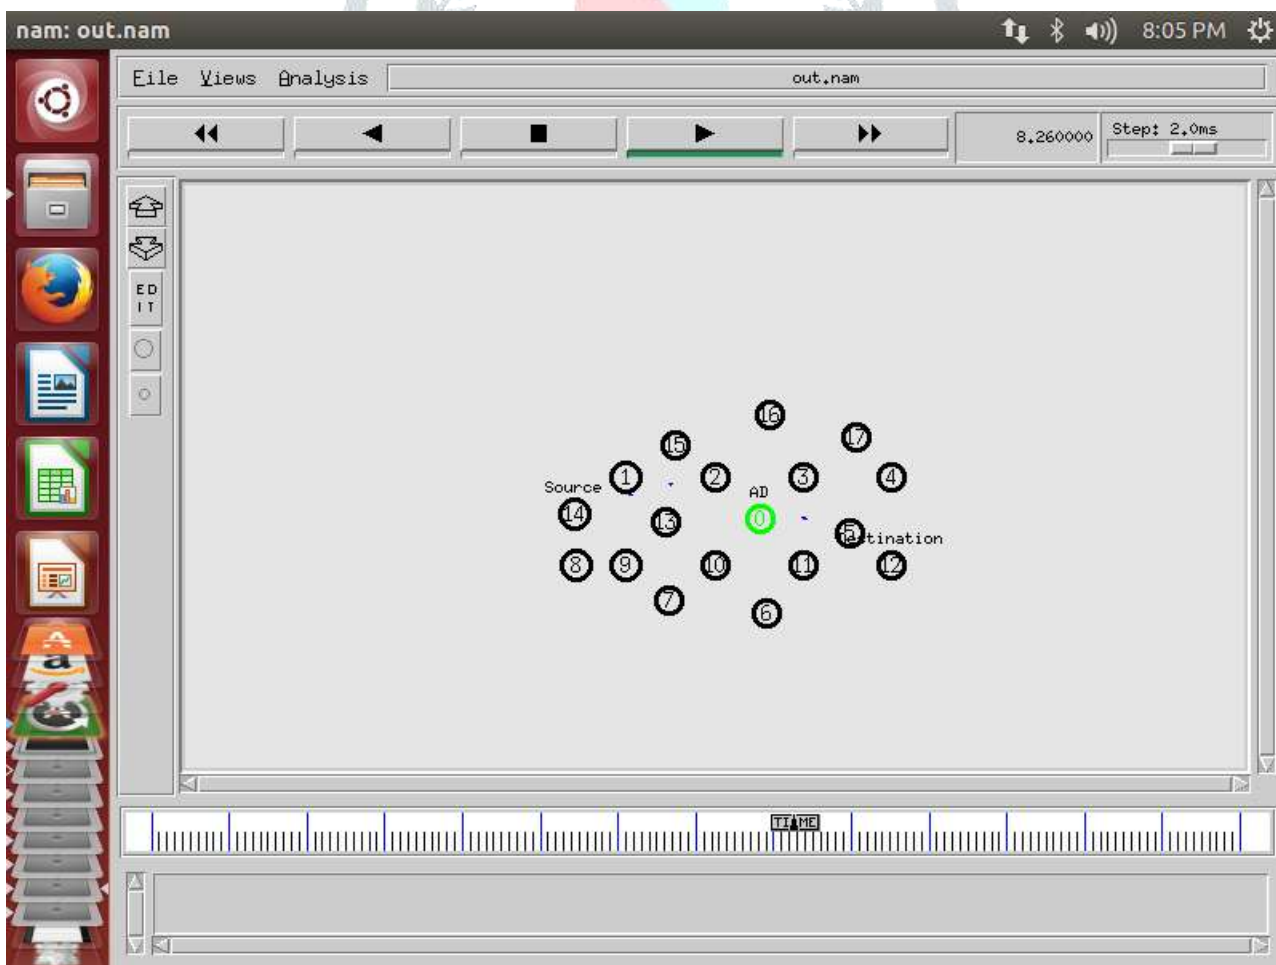 nam: out.nam
8:05 PM
File Views Analysis
out.nam
8.260000
Step: 2.0ms
ED
IT
16
17
15
1
2
3
4
Source
AD
14
13
0
5
Destination
8
9
10
11
12
7
6
TIME